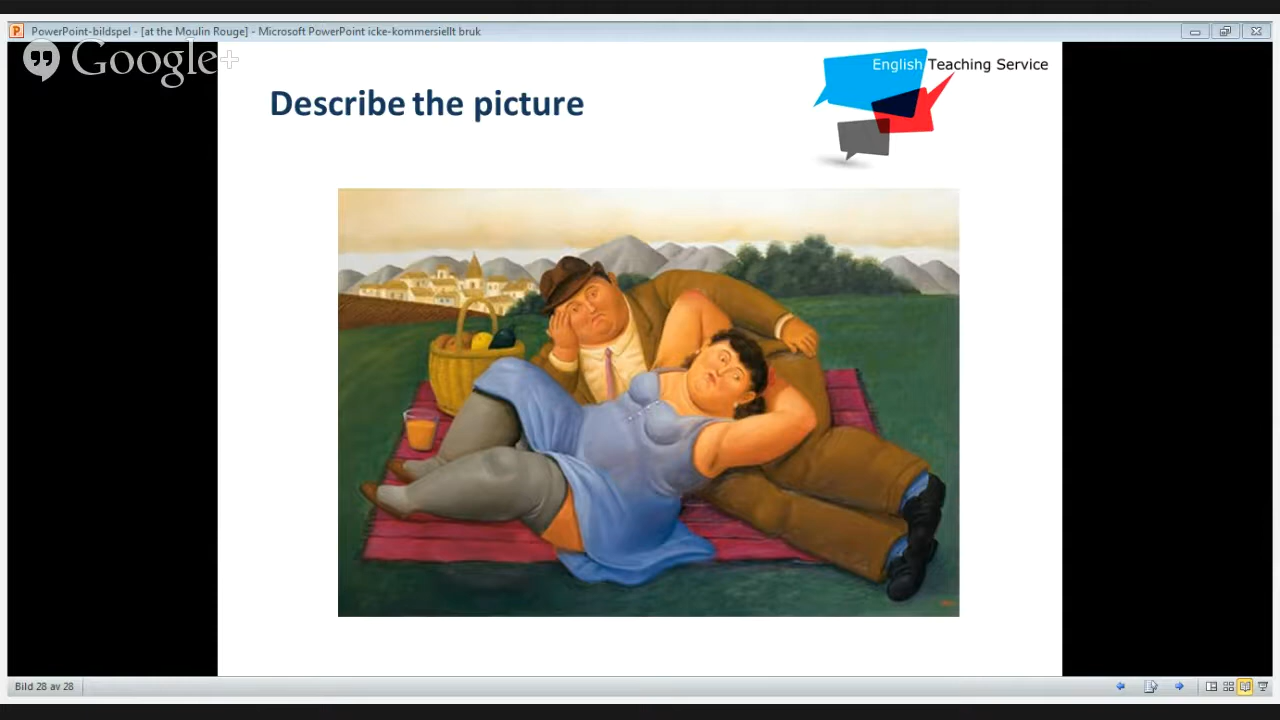 PowerPoint-bildspel - [at the Moulin Rouge] - Microsoft PowerPoint icke-kommersiellt bruk
Google+
English Teaching Service
Describe the picture
Bild 28 av 28